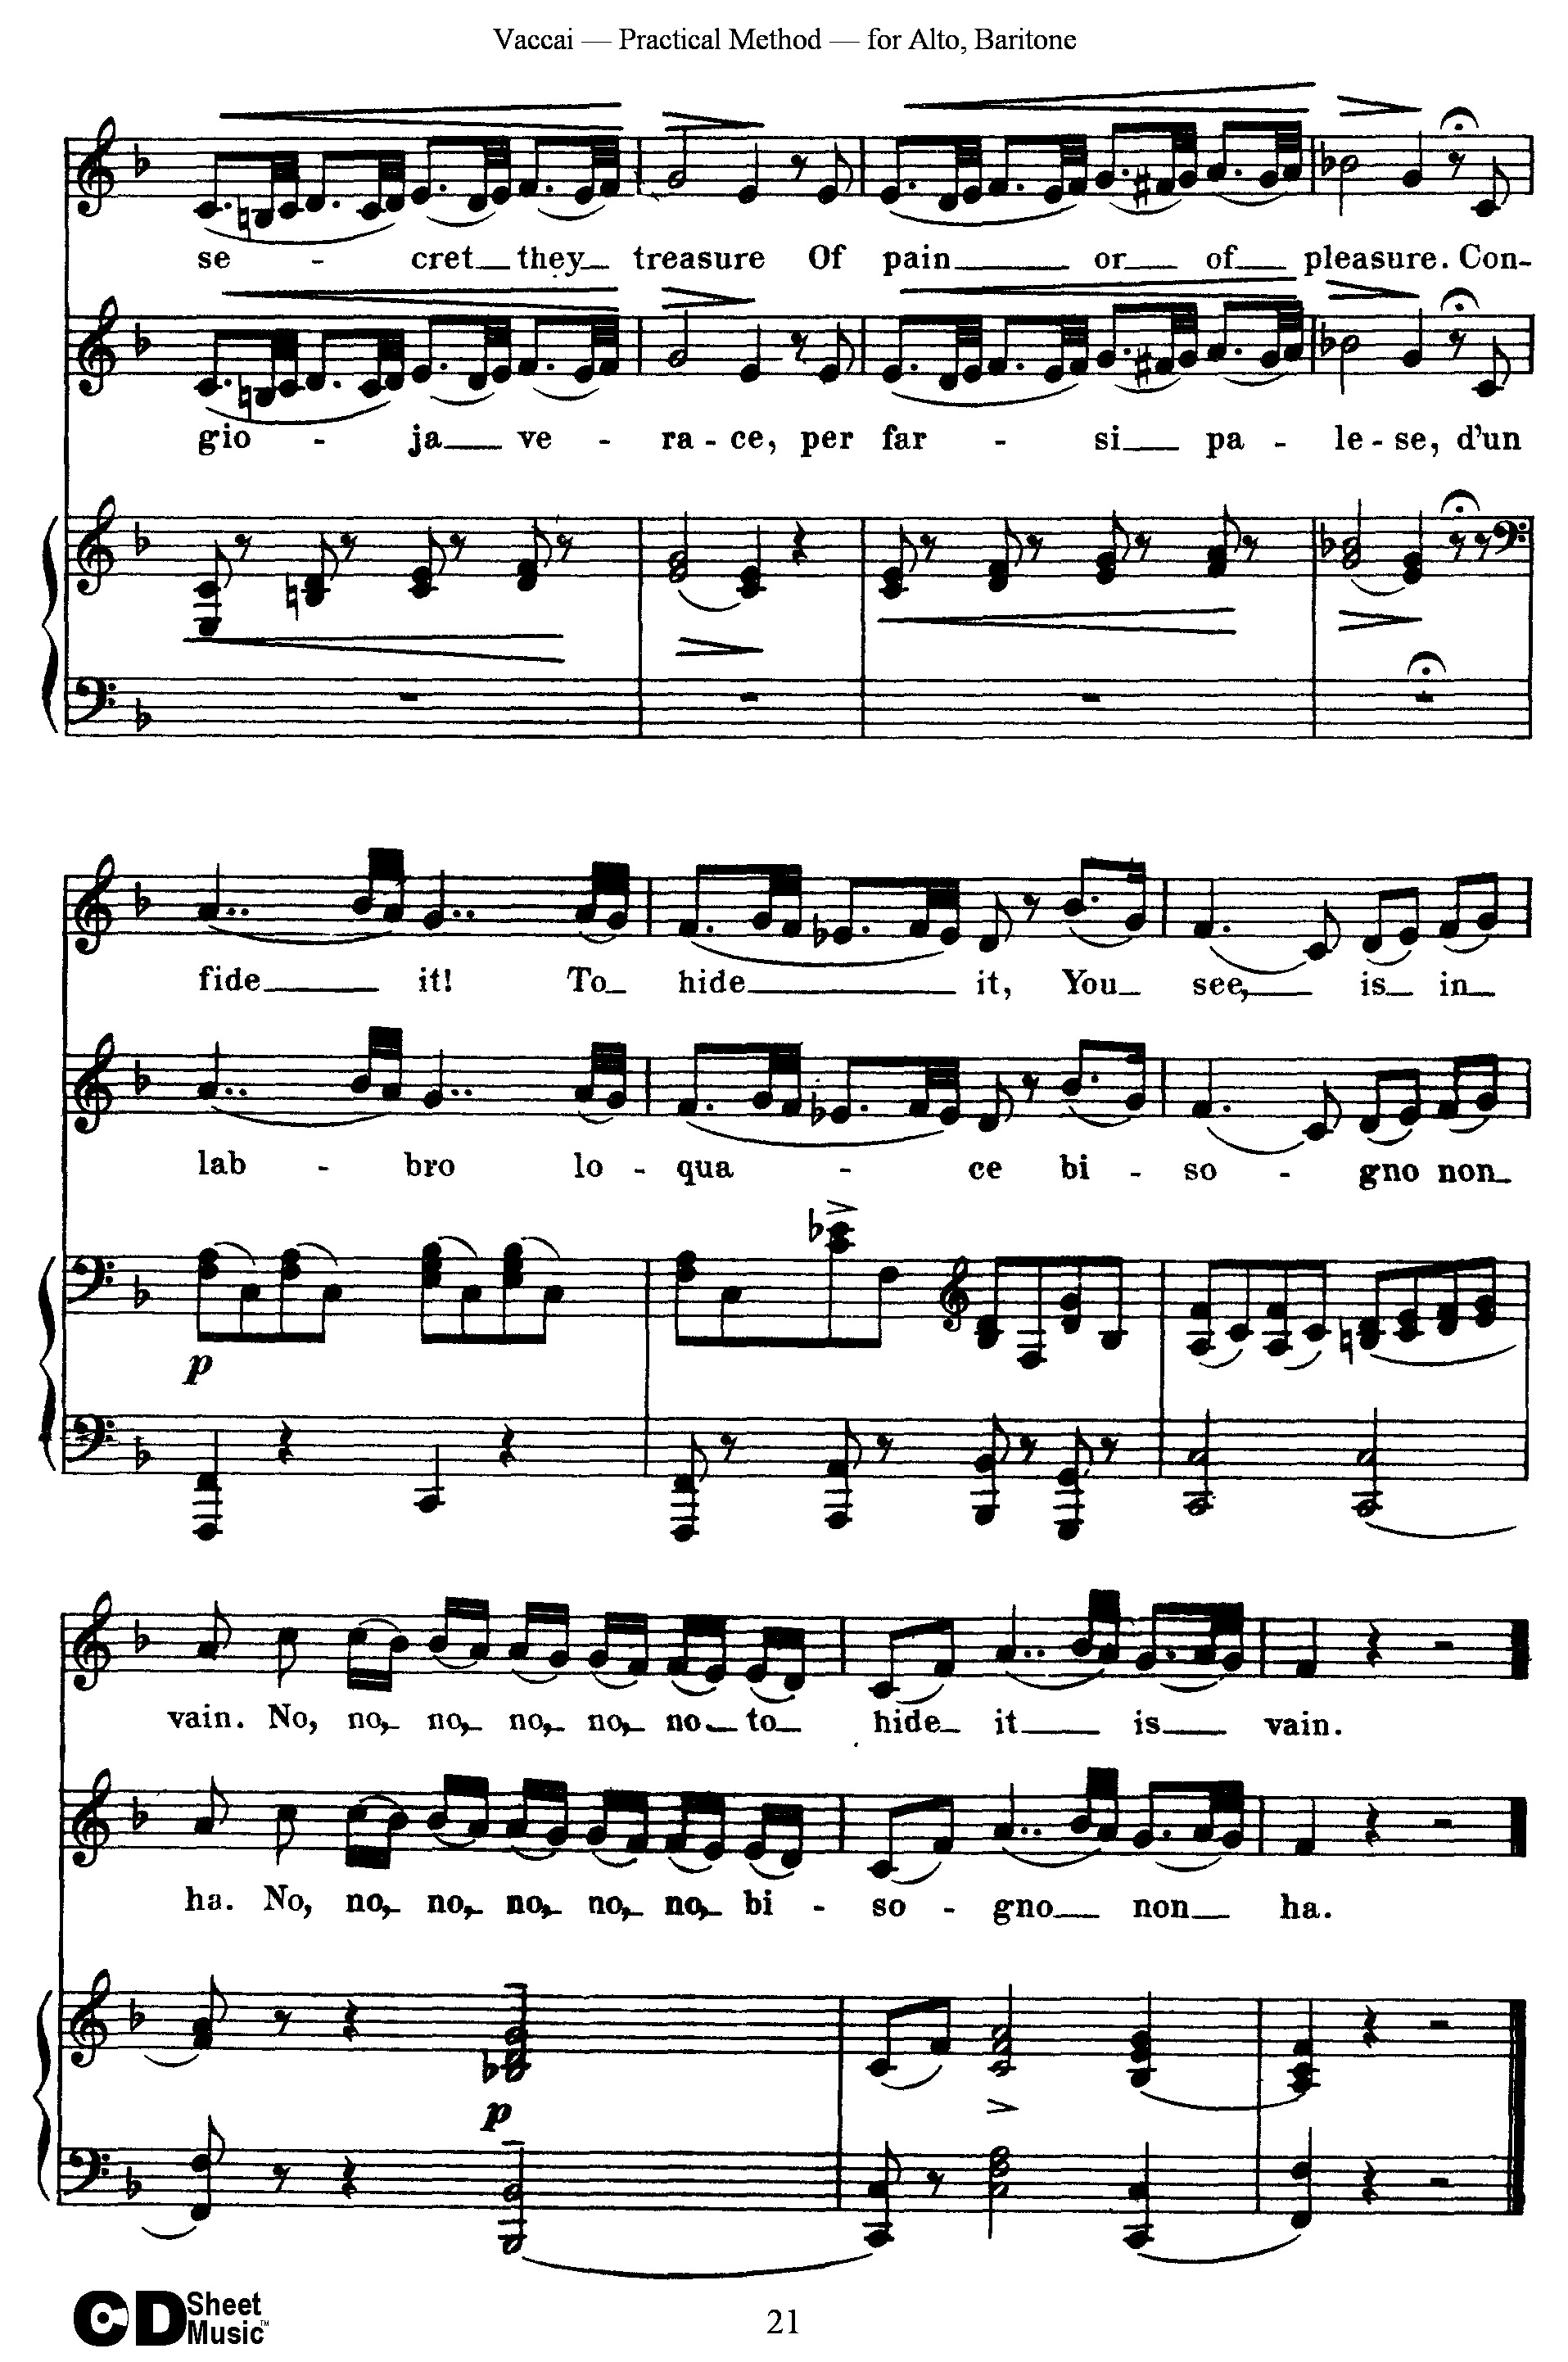 Vaccai — Practical Method — for Alto, Baritone
se - cret they treasure Of pain or of pleasure. Con-
gio - ja ve - ra - ce, per far - si pa - le - se, d'un
fide it! To hide it, You see, is in
lab - bro lo - qua - ce bi - so - gno non
p
vain. No, no, no, no, no, no to hide it is vain.
ha. No, no, no, no, no, no, bi - so - gno non ha.
p
CD Sheet Music™
21